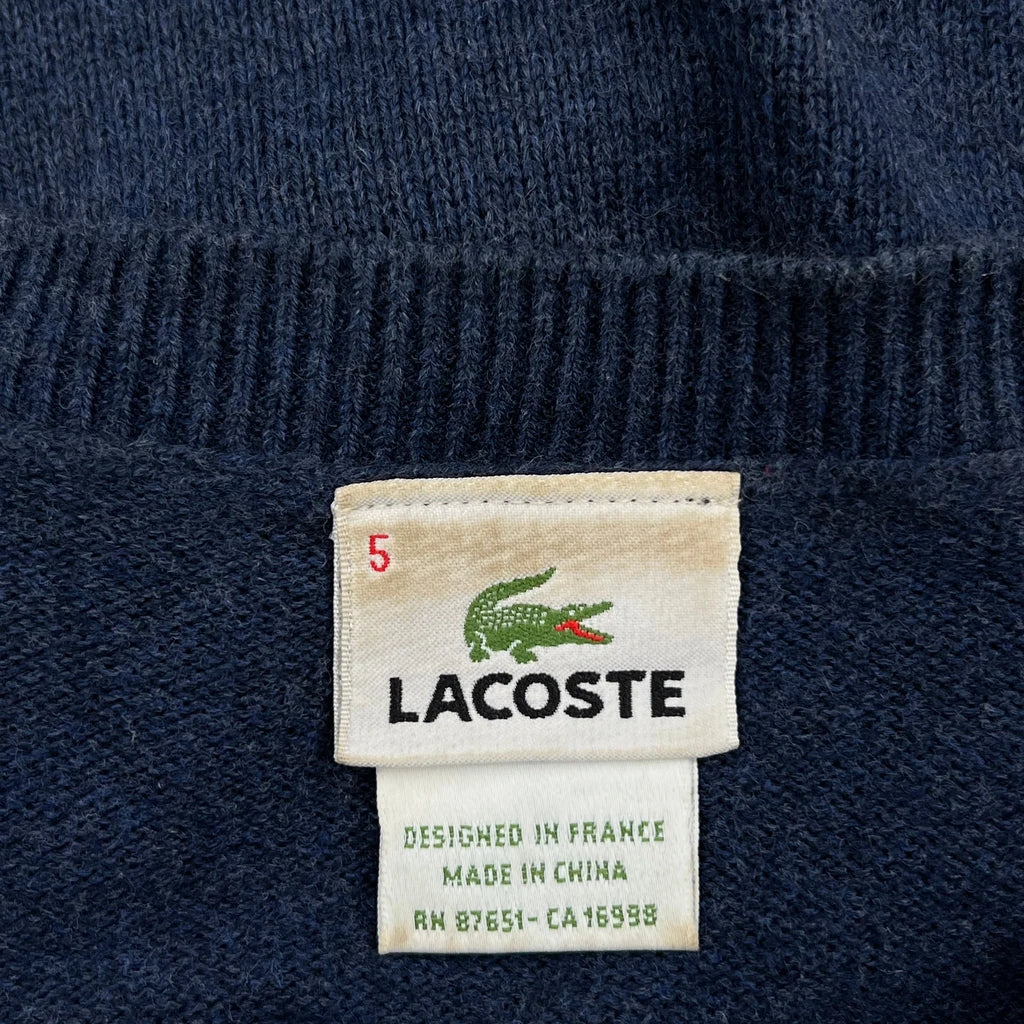 5
LACOSTE
DESIGNED IN FRANCE
MADE IN CHINA
RN 87651- CA 16998